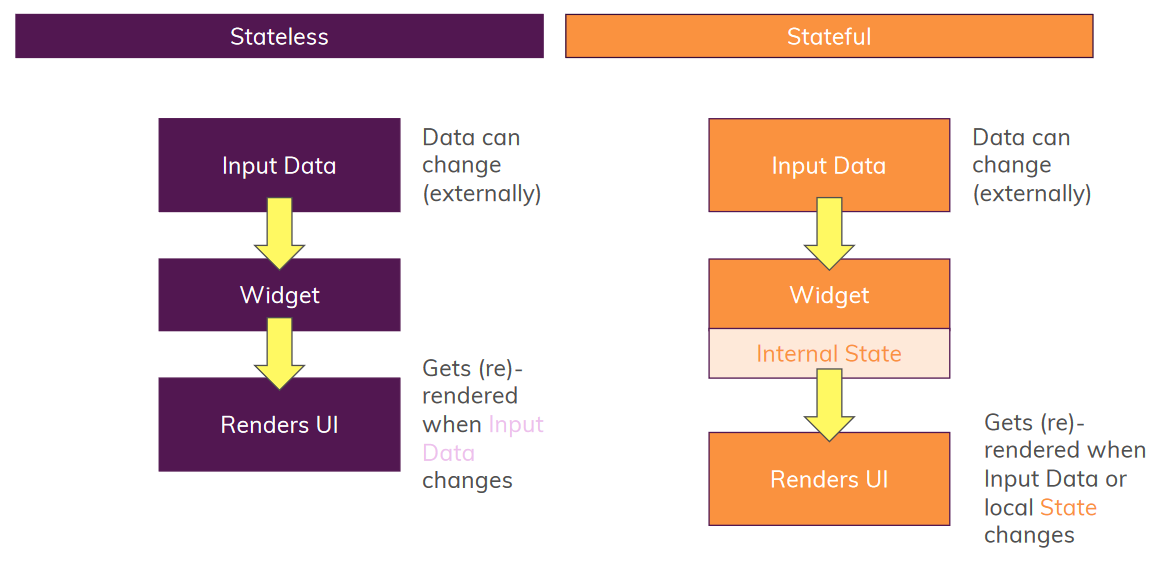 Stateless
Stateful
Input Data
Data can
change
(externally)
Widget
Renders UI
Gets (re)-
rendered
when Input
Data
changes
Input Data
Data can
change
(externally)
Widget
Internal State
Renders UI
Gets (re)-
rendered when
Input Data or
local State
changes